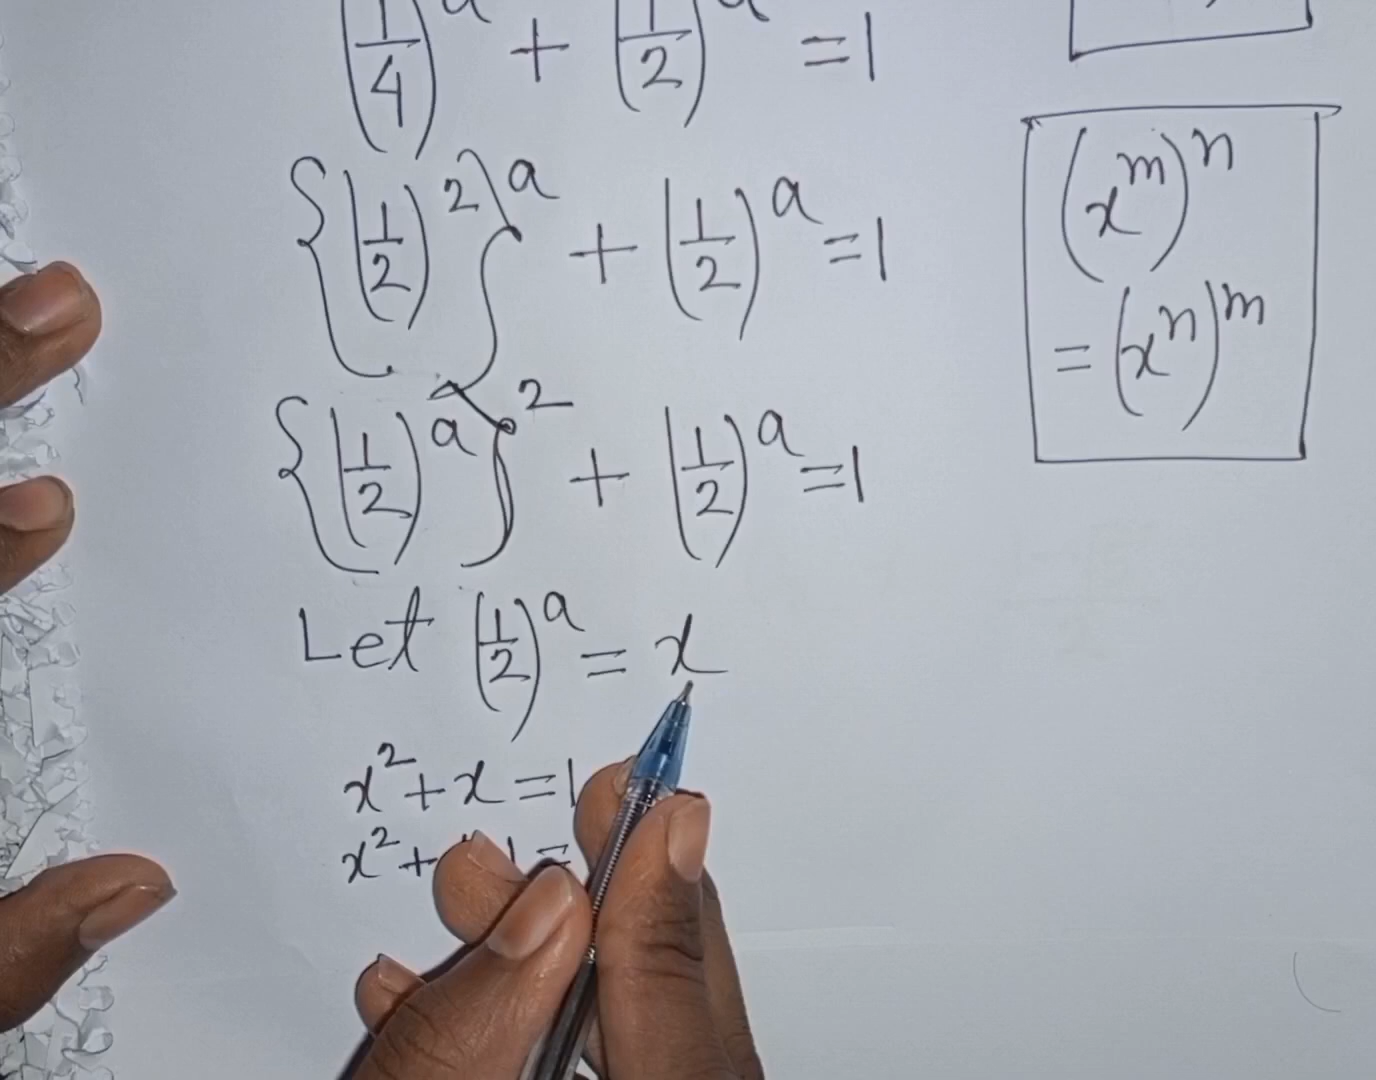 (1/4)^a + (1/2)^a = 1
{(1/2)^2}^a + (1/2)^a = 1
{(1/2)^a}^2 + (1/2)^a = 1
Let (1/2)^a = x
x^2 + x = 1
x^2 +
(x^m)^n
= (x^n)^m